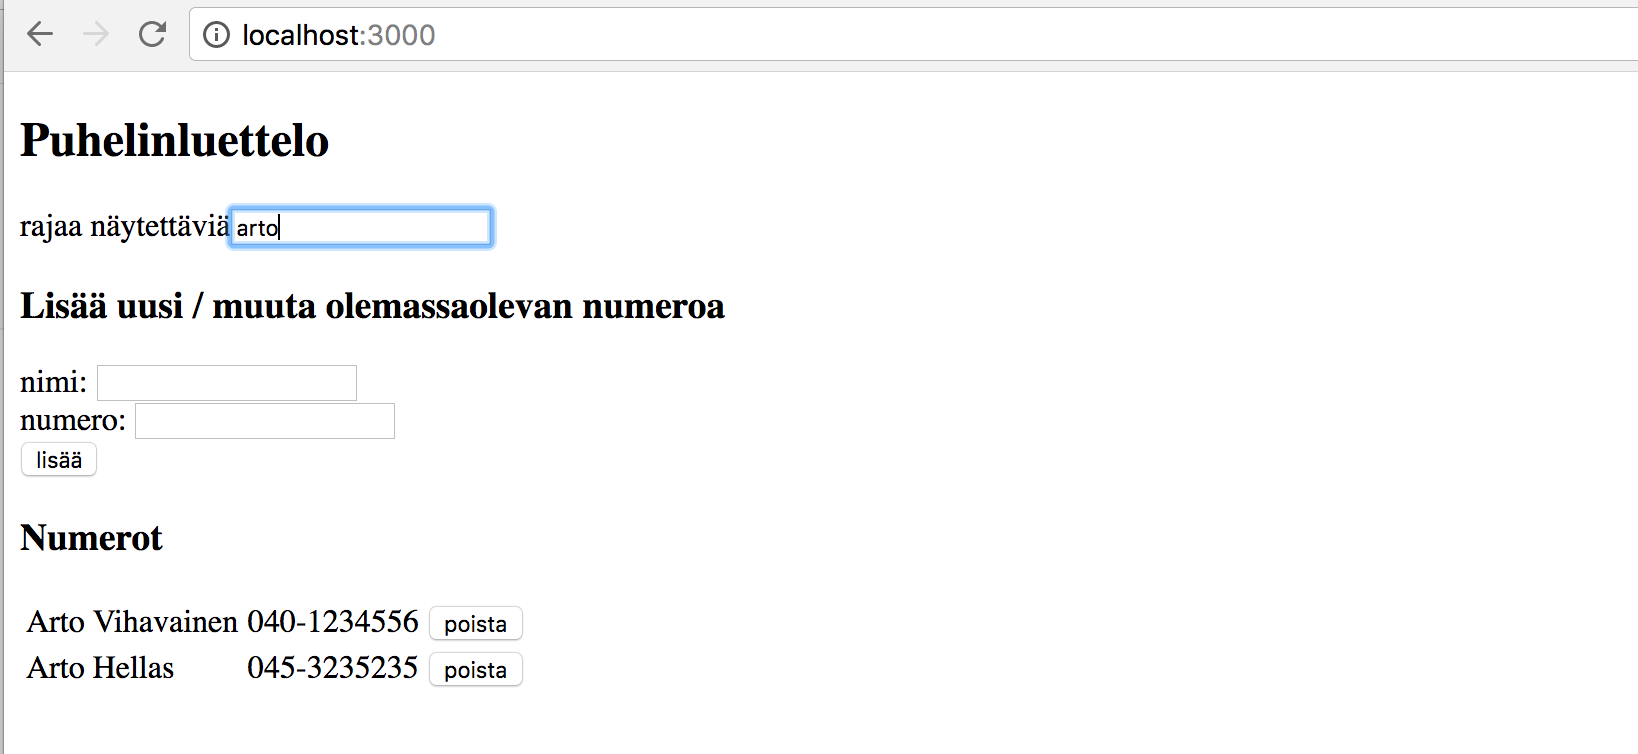 localhost:3000
Puhelinluettelo
rajaa näytettäviä arto
Lisää uusi / muuta olemassaolevan numeroa
nimi:
numero:
lisää
Numerot
Arto Vihavainen 040-1234556 poista
Arto Hellas 045-3235235 poista